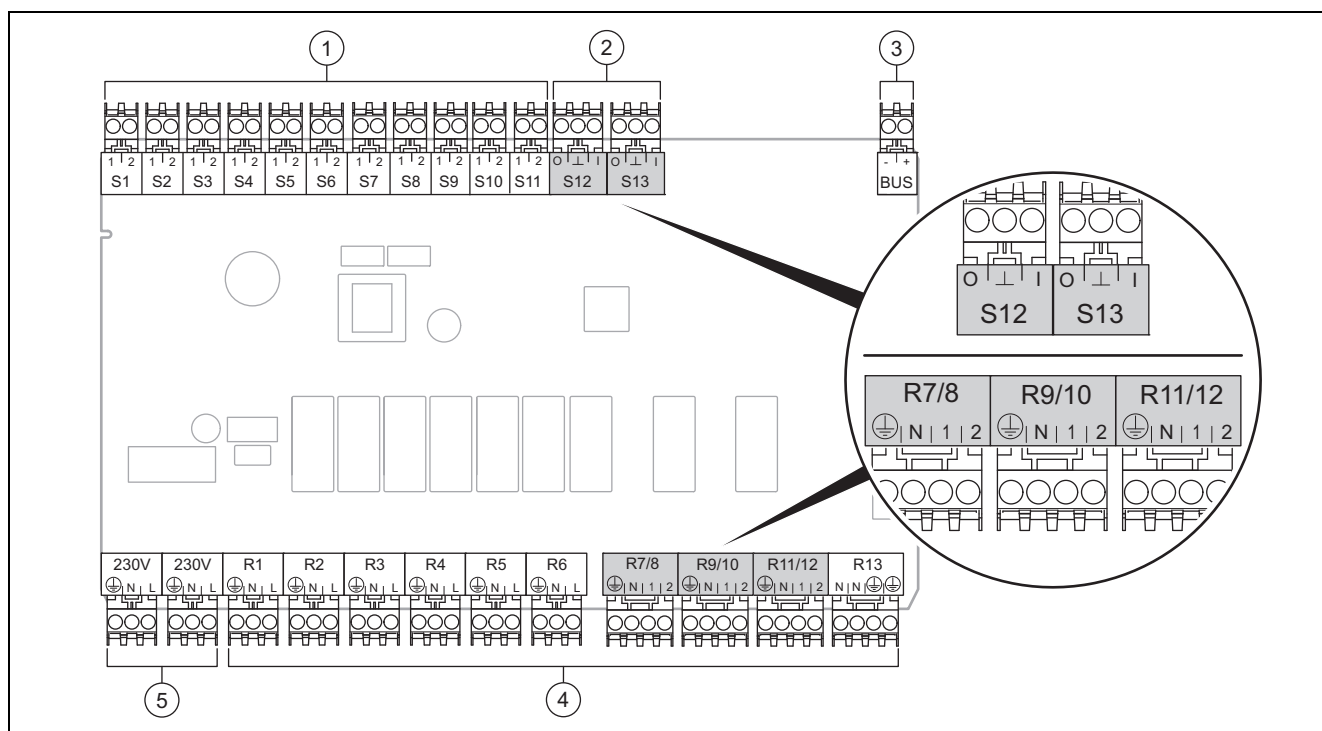 1 2 3
1 2 1 2 1 2 1 2 1 2 1 2 1 2 1 2 1 2 1 2 1 2 O ⊥ I O ⊥ I - +
S1 S2 S3 S4 S5 S6 S7 S8 S9 S10 S11 S12 S13 BUS
O ⊥ I O ⊥ I
S12 S13
R7/8 R9/10 R11/12
N 1 2 N 1 2 N 1 2
230V 230V R1 R2 R3 R4 R5 R6 R7/8 R9/10 R11/12 R13
N L N L N L N L N L N L N L N L N 1 2 N 1 2 N 1 2 N N
5 4